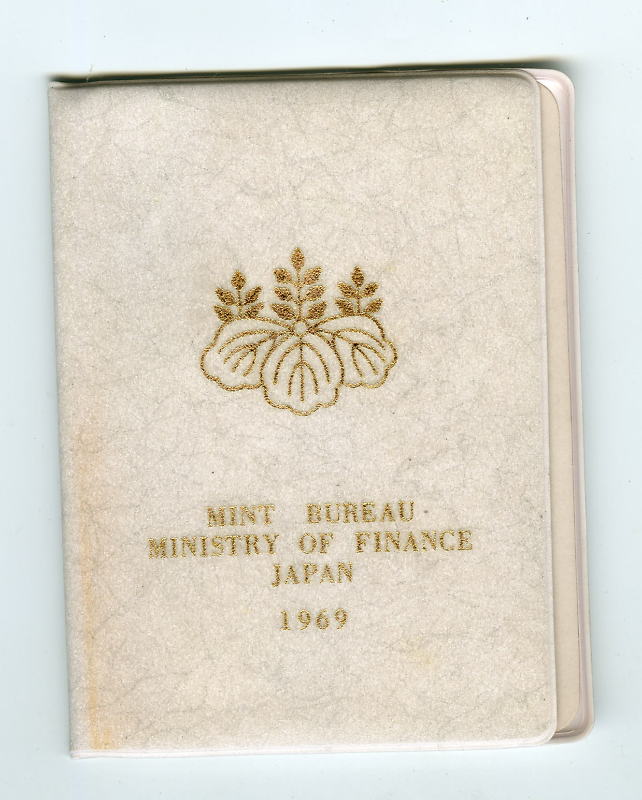 MINT BUREAU
MINISTRY OF FINANCE
JAPAN
1969